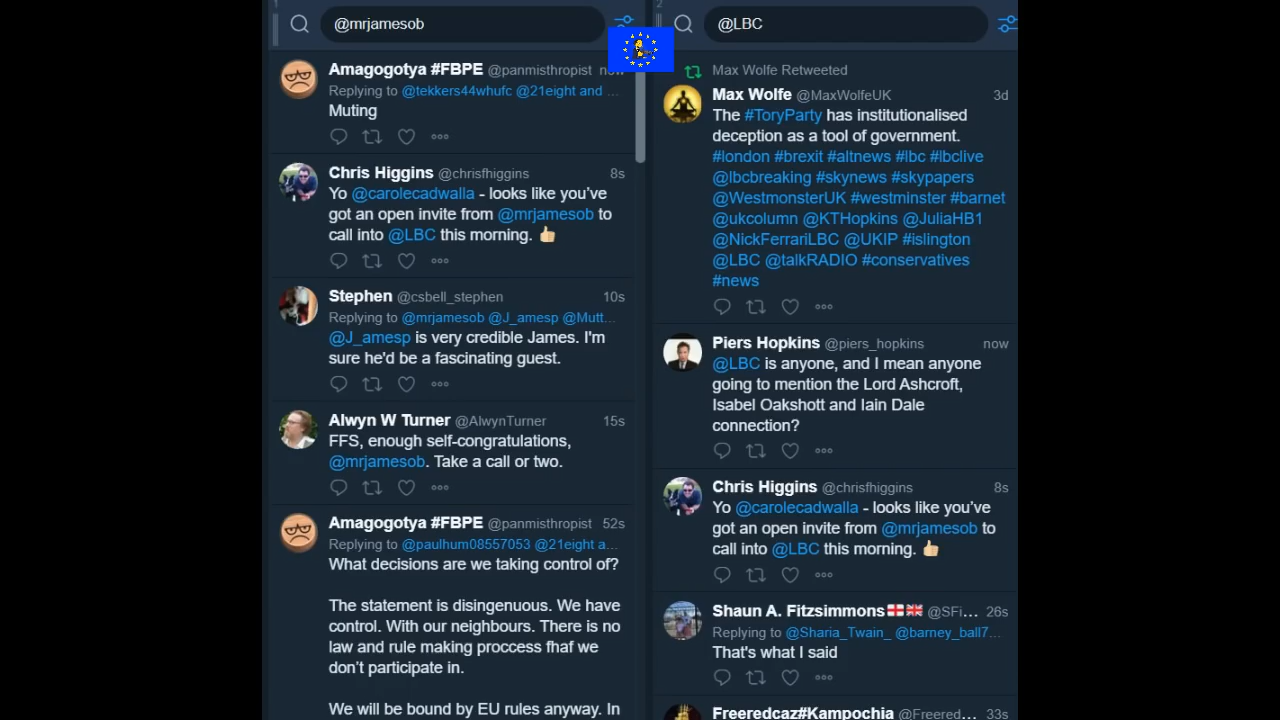 1
@mrjamesob
Amagogotya #FBPE @panmisthropist now
Replying to @tekkers44whufc @21eight and ...
Muting
Chris Higgins @chrisfhiggins 8s
Yo @carolecadwalla - looks like you’ve
got an open invite from @mrjamesob to
call into @LBC this morning. 👍🏼
Stephen @csbell_stephen 10s
Replying to @mrjamesob @J_amesp @Mutt...
@J_amesp is very credible James. I'm
sure he'd be a fascinating guest.
Alwyn W Turner @AlwynTurner 15s
FFS, enough self-congratulations,
@mrjamesob. Take a call or two.
Amagogotya #FBPE @panmisthropist 52s
Replying to @paulhum08557053 @21eight a...
What decisions are we taking control of?
The statement is disingenuous. We have
control. With our neighbours. There is no
law and rule making proccess fhaf we
don’t participate in.
We will be bound by EU rules anyway. In
2
@LBC
Max Wolfe Retweeted
Max Wolfe @MaxWolfeUK 3d
The #ToryParty has institutionalised
deception as a tool of government.
#london #brexit #altnews #lbc #lbclive
@lbcbreaking #skynews #skypapers
@WestmonsterUK #westminster #barnet
@ukcolumn @KTHopkins @JuliaHB1
@NickFerrariLBC @UKIP #islington
@LBC @talkRADIO #conservatives
#news
Piers Hopkins @piers_hopkins now
@LBC is anyone, and I mean anyone
going to mention the Lord Ashcroft,
Isabel Oakshott and Iain Dale
connection?
Chris Higgins @chrisfhiggins 8s
Yo @carolecadwalla - looks like you’ve
got an open invite from @mrjamesob to
call into @LBC this morning. 👍🏼
Shaun A. Fitzsimmons🏴󠁧󠁢󠁥󠁮󠁧󠁿🇬🇧 @SFi... 26s
Replying to @Sharia_Twain_ @barney_ball7...
That's what I said
Freeredcaz#Kampochia @Freered... 33s